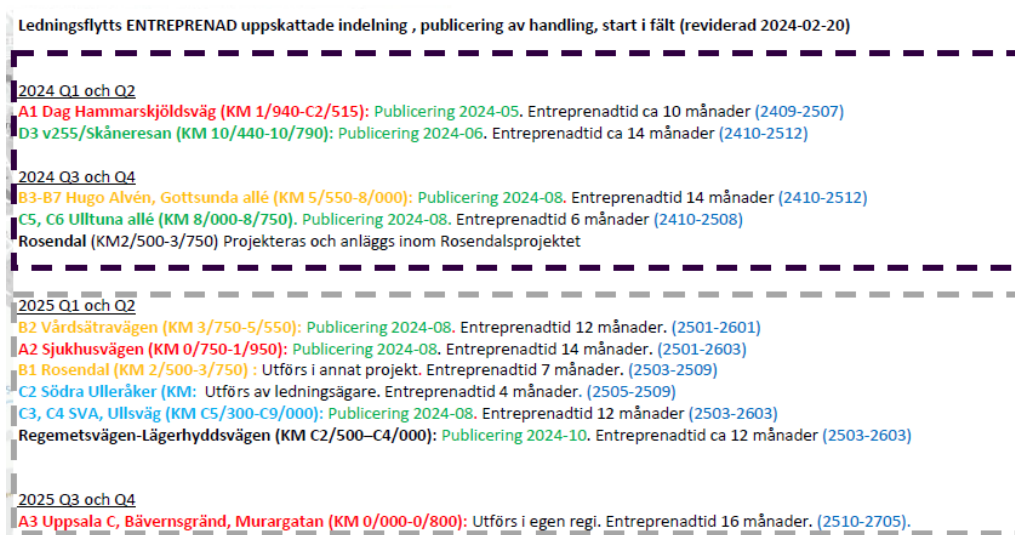 Ledningsflytts ENTREPRENAD uppskattade indelning , publicering av handling, start i fält (reviderad 2024-02-20)
2024 Q1 och Q2
A1 Dag Hammarskjöldsväg (KM 1/940-C2/515): Publicering 2024-05. Entreprenadtid ca 10 månader (2409-2507)
D3 v255/Skåneresan (KM 10/440-10/790): Publicering 2024-06. Entreprenadtid ca 14 månader (2410-2512)
2024 Q3 och Q4
B3-B7 Hugo Alvén, Gottsunda allé (KM 5/550-8/000): Publicering 2024-08. Entreprenadtid 14 månader (2410-2512)
C5, C6 Ulltuna allé (KM 8/000-8/750). Publicering 2024-08. Entreprenadtid 6 månader (2410-2508)
Rosendal (KM2/500-3/750) Projekteras och anläggs inom Rosendalsprojektet
2025 Q1 och Q2
B2 Vårdsätravägen (KM 3/750-5/550): Publicering 2024-08. Entreprenadtid 12 månader. (2501-2601)
A2 Sjukhusvägen (KM 0/750-1/950): Publicering 2024-08. Entreprenadtid 14 månader. (2501-2603)
B1 Rosendal (KM 2/500-3/750) : Utförs i annat projekt. Entreprenadtid 7 månader. (2503-2509)
C2 Södra Ulleråker (KM:  Utförs av ledningsägare. Entreprenadtid 4 månader. (2505-2509)
C3, C4 SVA, Ullsväg (KM C5/300-C9/000): Publicering 2024-08. Entreprenadtid 12 månader (2503-2603)
Regemetsvägen-Lägerhyddsvägen (KM C2/500–C4/000): Publicering 2024-10. Entreprenadtid ca 12 månader (2503-2603)
2025 Q3 och Q4
A3 Uppsala C, Bävernsgränd, Murargatan (KM 0/000-0/800): Utförs i egen regi. Entreprenadtid 16 månader. (2510-2705).